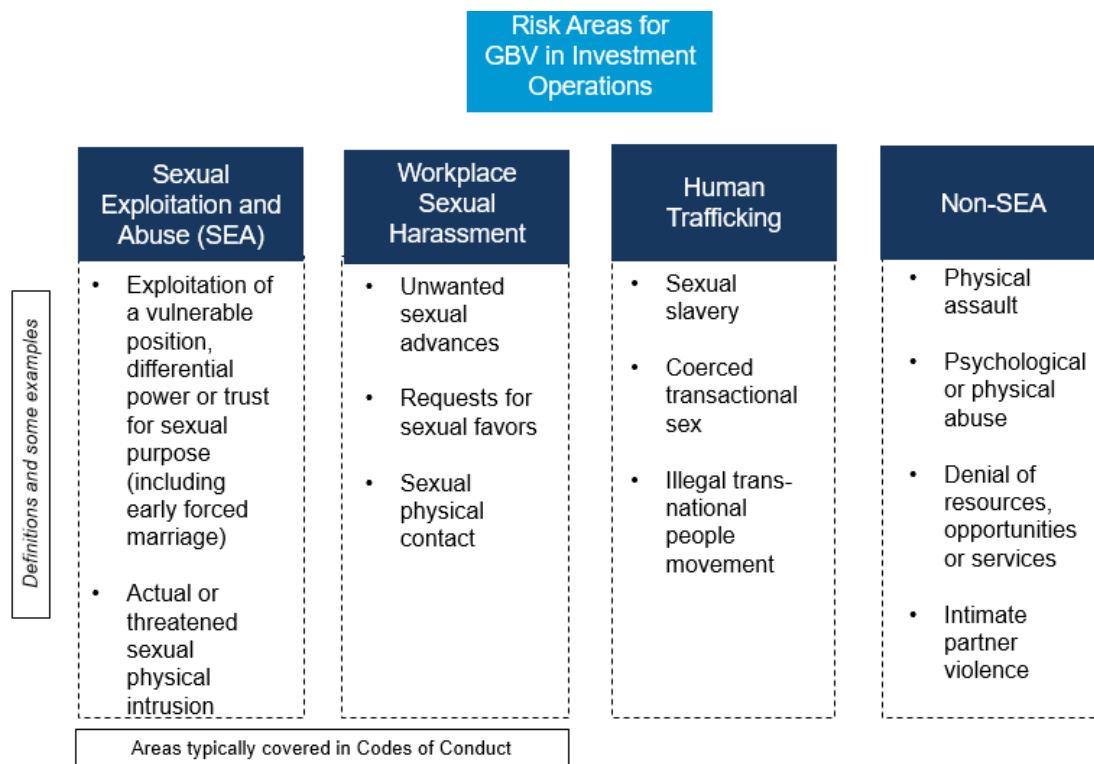 Risk Areas for
GBV in Investment
Operations
Sexual
Exploitation and
Abuse (SEA)
Workplace
Sexual
Harassment
Human
Trafficking
Non-SEA
Definitions and some examples
• Exploitation of
a vulnerable
position,
differential
power or trust
for sexual
purpose
(including
early forced
marriage)
• Actual or
threatened
sexual
physical
intrusion
• Unwanted
sexual
advances
• Requests for
sexual favors
• Sexual
physical
contact
• Sexual
slavery
• Coerced
transactional
sex
• Illegal trans-
national
people
movement
• Physical
assault
• Psychological
or physical
abuse
• Denial of
resources,
opportunities
or services
• Intimate
partner
violence
Areas typically covered in Codes of Conduct